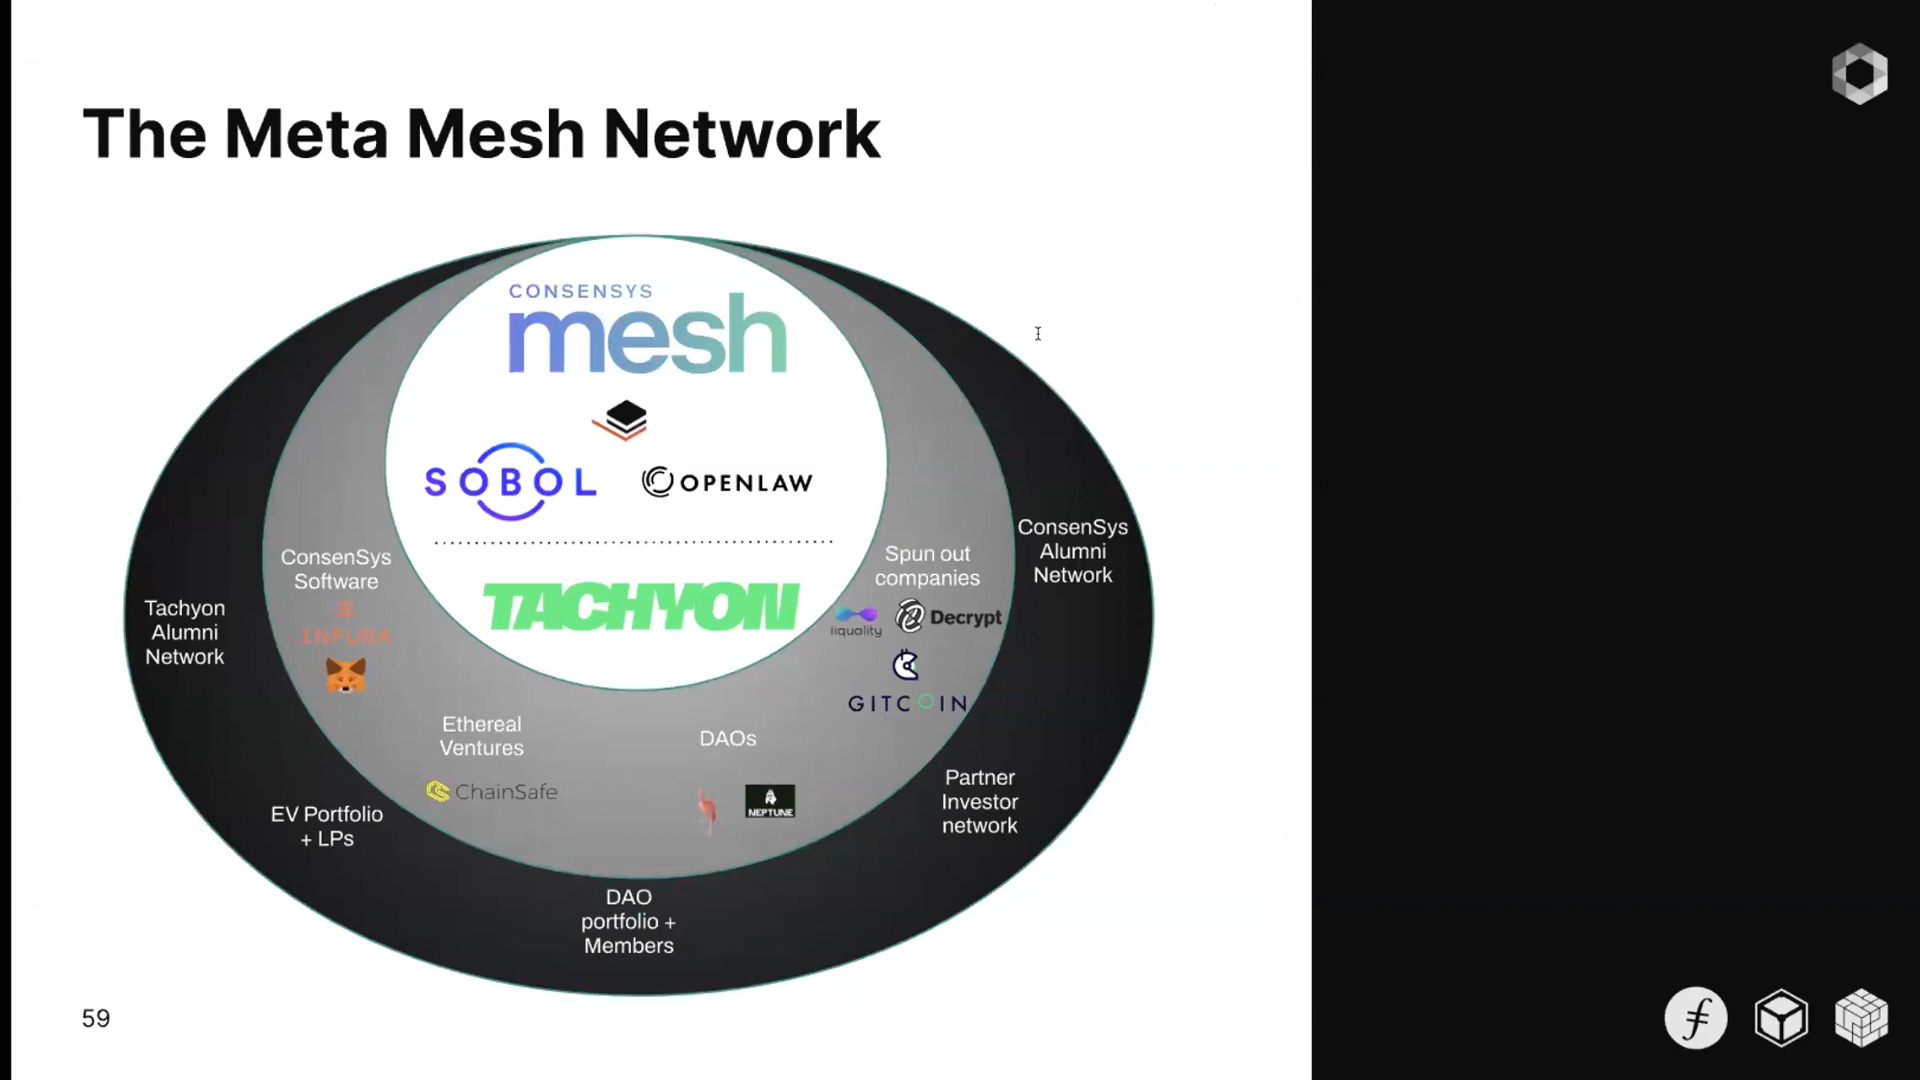 The Meta Mesh Network
CONSENSYS
mesh
SOBOL
OPENLAW
TACHYON
ConsenSys
Software
INFURA
Spun out
companies
liquality
Decrypt
GITCOIN
ConsenSys
Alumni
Network
Tachyon
Alumni
Network
Ethereal
Ventures
ChainSafe
DAOs
NEPTUNE
EV Portfolio
+ LPs
Partner
Investor
network
DAO
portfolio +
Members
59